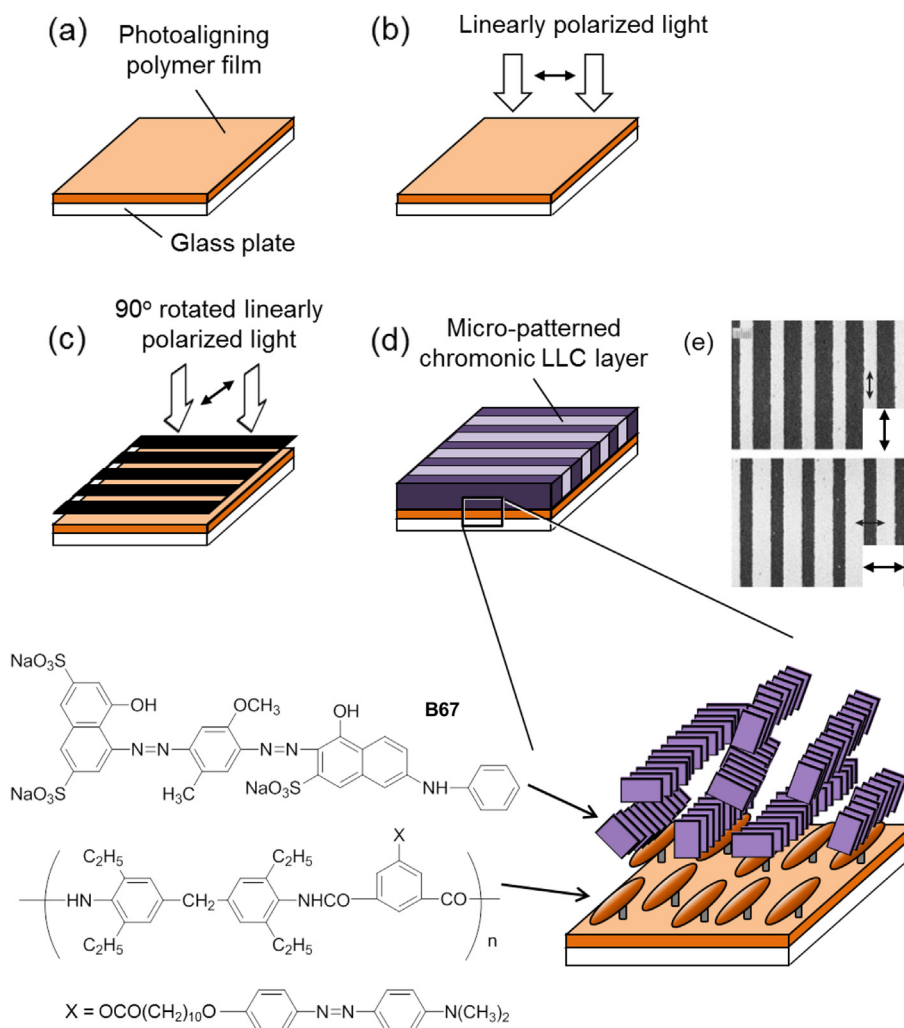 (a)
Photoaligning
polymer film
Glass plate
(b)
Linearly polarized light
(c)
90° rotated linearly
polarized light
(d)
Micro-patterned
chromonic LLC layer
(e)
NaO₃S
OH
N=N
OCH₃
N=N
OH
B67
NaO₃S
H₃C
NaO₃S
NH
X
C₂H₅
C₂H₅
HN
CH₂
NHCO
CO
n
C₂H₅
C₂H₅
X = OCO(CH₂)₁₀O
N=N
N(CH₃)₂